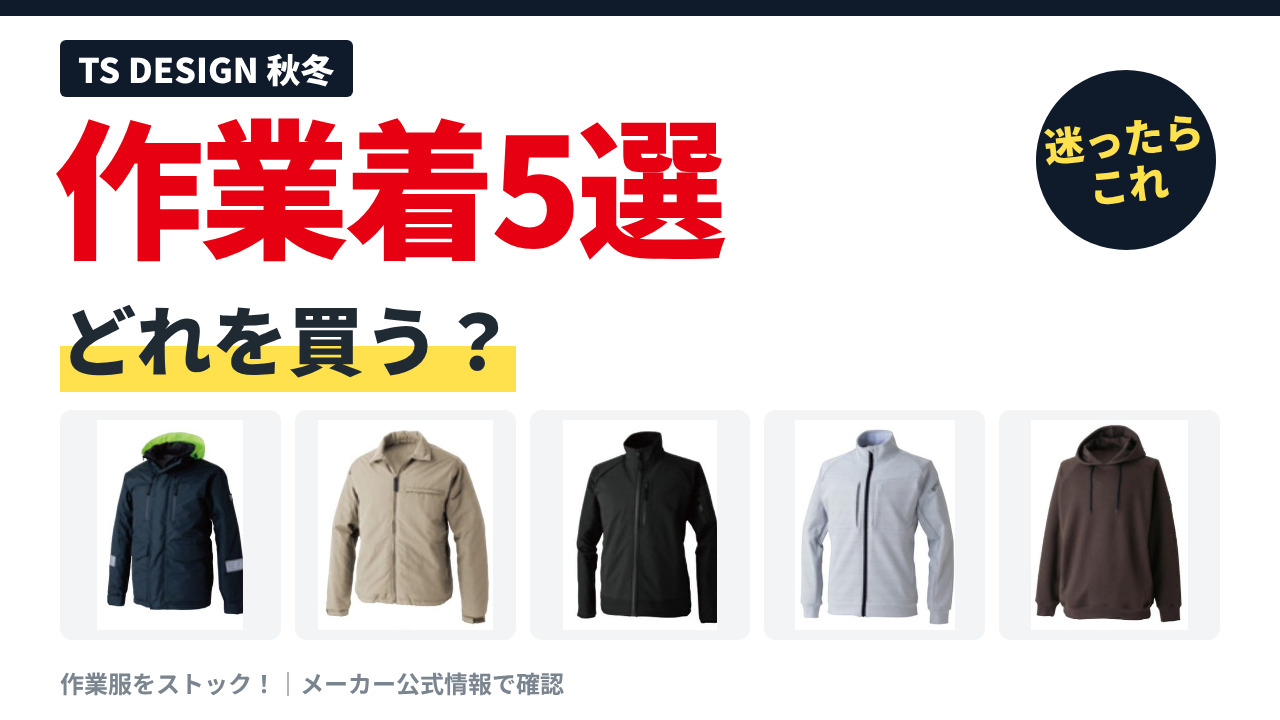 TS DESIGN 秋冬
作業着5選
迷ったら
これ
どれを買う？
作業服をストック！｜メーカー公式情報で確認